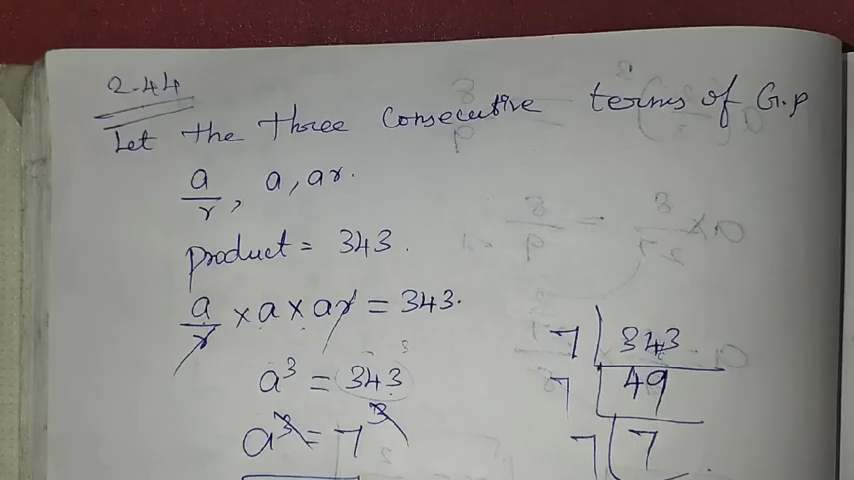 2.44
Let the three consecutive terms of G.p
a/r, a, ar.
product = 343.
a/r × a × ar = 343.
a³ = 343
a³ = 7³
7 | 343
7 | 49
7 | 7